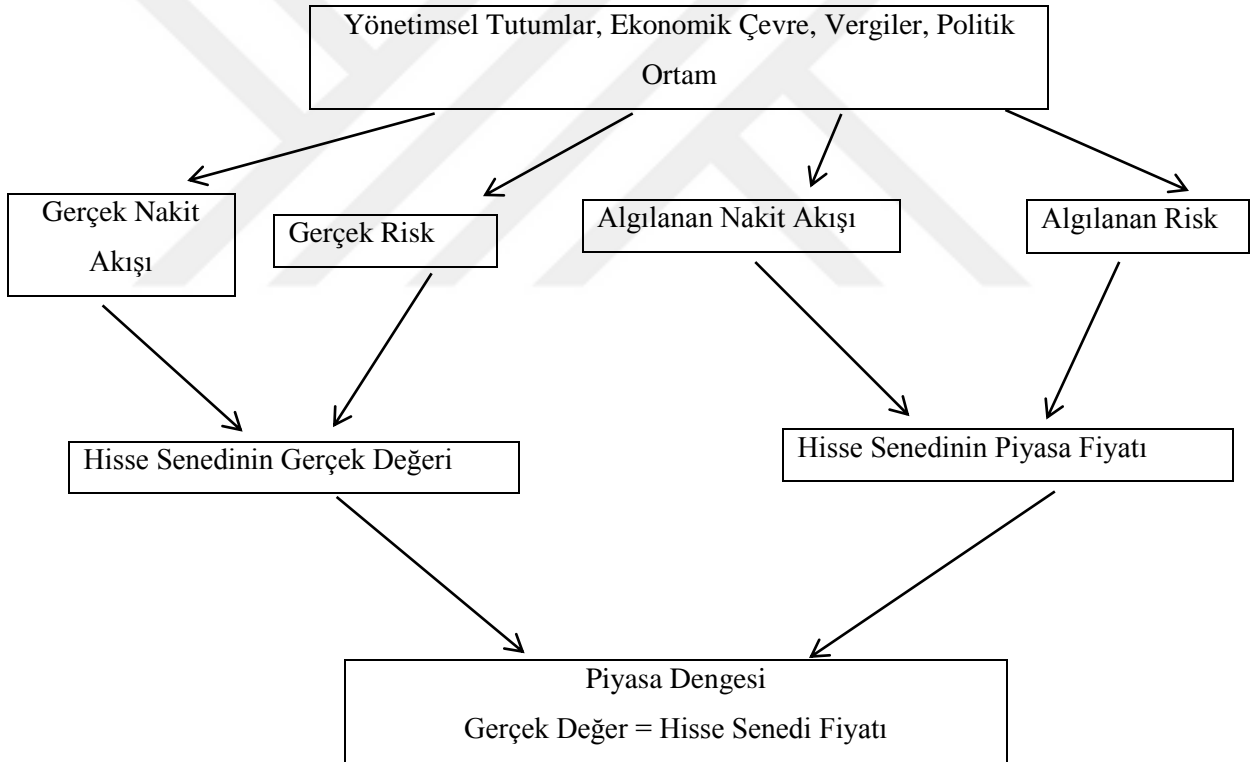 Yönetimsel Tutumlar, Ekonomik Çevre, Vergiler, Politik
Ortam
Gerçek Nakit
Akışı
Gerçek Risk
Algılanan Nakit Akışı
Algılanan Risk
Hisse Senedinin Gerçek Değeri
Hisse Senedinin Piyasa Fiyatı
Piyasa Dengesi
Gerçek Değer = Hisse Senedi Fiyatı